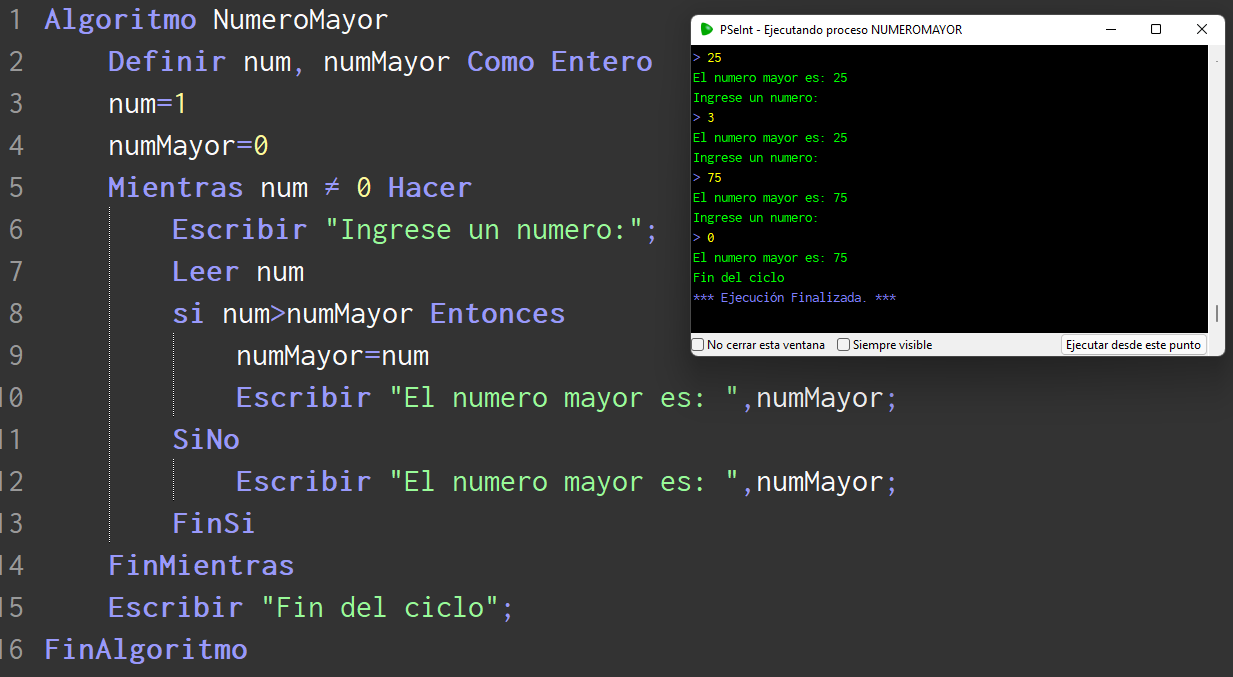 1 Algoritmo NumeroMayor
2 Definir num, numMayor Como Entero
3 num=1
4 numMayor=0
5 Mientras num ≠ 0 Hacer
6 Escribir "Ingrese un numero:";
7 Leer num
8 si num>numMayor Entonces
9 numMayor=num
10 Escribir "El numero mayor es: ",numMayor;
11 SiNo
12 Escribir "El numero mayor es: ",numMayor;
13 FinSi
14 FinMientras
15 Escribir "Fin del ciclo";
16 FinAlgoritmo
PSeInt - Ejecutando proceso NUMEROMAYOR
> 25
El numero mayor es: 25
Ingrese un numero:
> 3
El numero mayor es: 25
Ingrese un numero:
> 75
El numero mayor es: 75
Ingrese un numero:
> 0
El numero mayor es: 75
Fin del ciclo
*** Ejecución Finalizada. ***
No cerrar esta ventana Siempre visible Ejecutar desde este punto